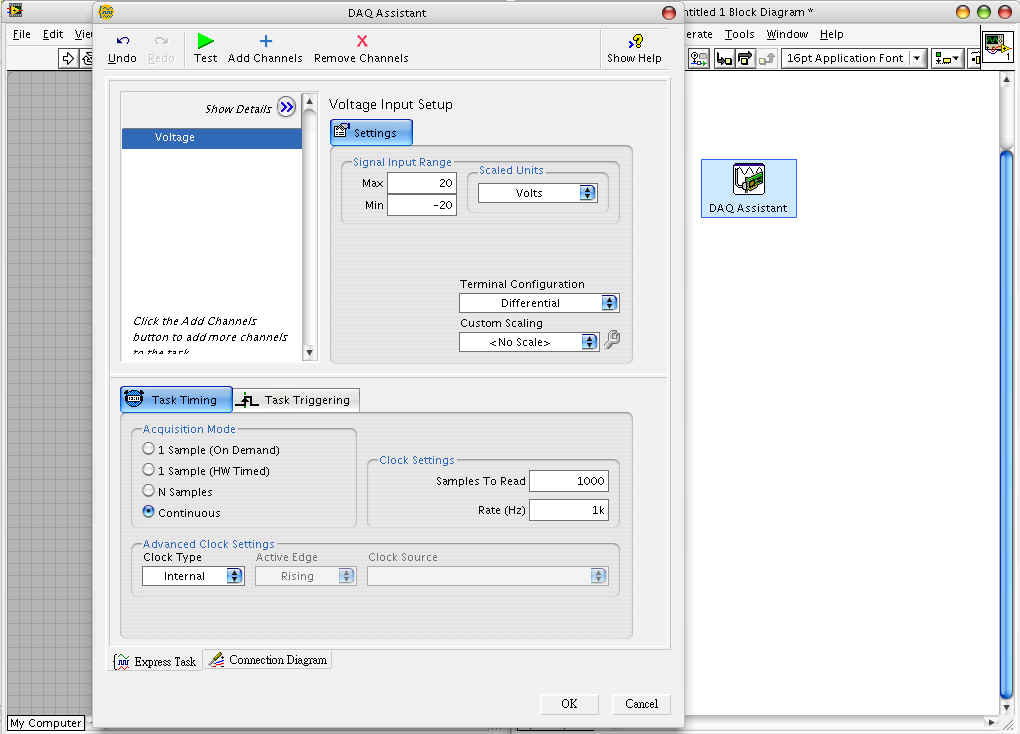 DAQ Assistant
ntitled 1 Block Diagram *
File Edit Vie
erate Tools Window Help
Undo
Redo
Test
Add Channels
Remove Channels
Show Help
16pt Application Font
1
Show Details
Voltage
Click the Add Channels
button to add more channels
to the task.
Voltage Input Setup
Settings
Signal Input Range
Max 20
Min -20
Scaled Units
Volts
Terminal Configuration
Differential
Custom Scaling
<No Scale>
DAQ Assistant
Task Timing
Task Triggering
Acquisition Mode
1 Sample (On Demand)
1 Sample (HW Timed)
N Samples
Continuous
Clock Settings
Samples To Read 1000
Rate (Hz) 1k
Advanced Clock Settings
Clock Type
Active Edge
Clock Source
Internal
Rising
Express Task
Connection Diagram
OK
Cancel
My Computer